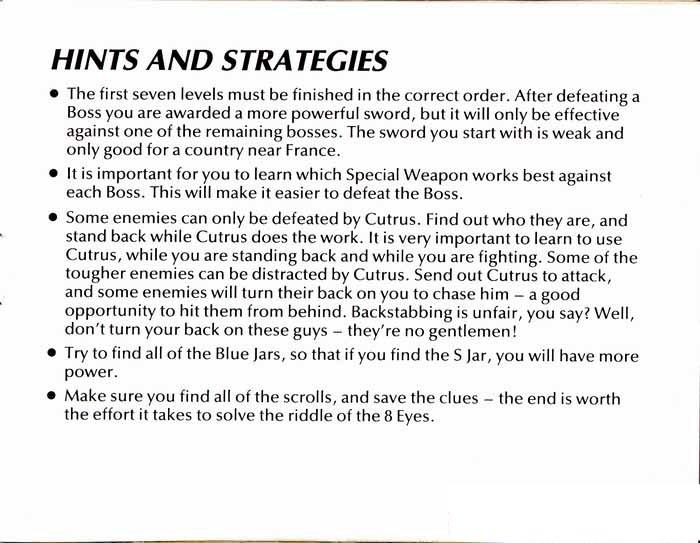 HINTS AND STRATEGIES
• The first seven levels must be finished in the correct order. After defeating a
Boss you are awarded a more powerful sword, but it will only be effective
against one of the remaining bosses. The sword you start with is weak and
only good for a country near France.
• It is important for you to learn which Special Weapon works best against
each Boss. This will make it easier to defeat the Boss.
• Some enemies can only be defeated by Cutrus. Find out who they are, and
stand back while Cutrus does the work. It is very important to learn to use
Cutrus, while you are standing back and while you are fighting. Some of the
tougher enemies can be distracted by Cutrus. Send out Cutrus to attack,
and some enemies will turn their back on you to chase him – a good
opportunity to hit them from behind. Backstabbing is unfair, you say? Well,
don't turn your back on these guys – they're no gentlemen!
• Try to find all of the Blue Jars, so that if you find the S Jar, you will have more
power.
• Make sure you find all of the scrolls, and save the clues – the end is worth
the effort it takes to solve the riddle of the 8 Eyes.